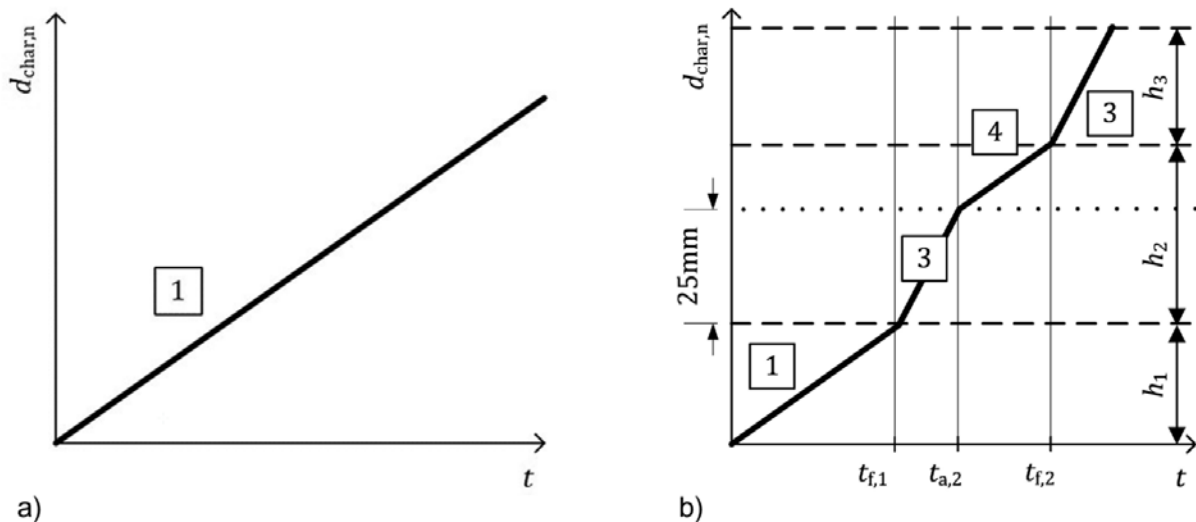 d_char,n
1
t
a)
d_char,n
h_3
3
4
h_2
3
25mm
1
h_1
t_f,1 t_a,2 t_f,2 t
b)